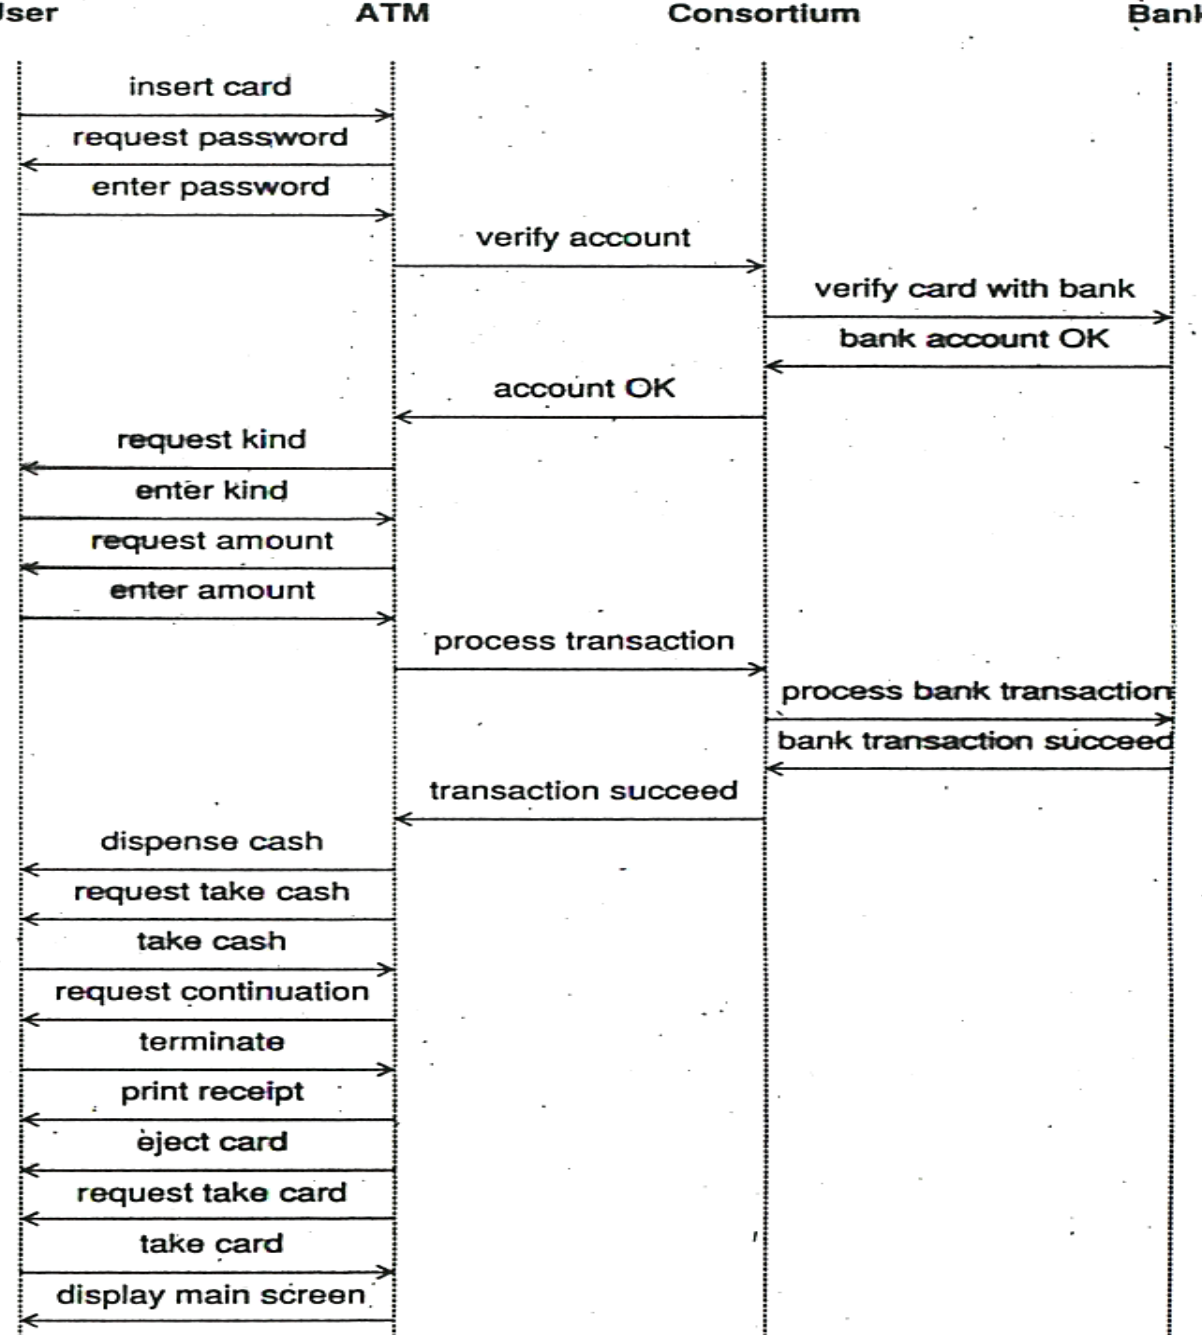 User ATM Consortium Bank
insert card
request password
enter password
verify account
verify card with bank
bank account OK
account OK
request kind
enter kind
request amount
enter amount
process transaction
process bank transaction
bank transaction succeed
transaction succeed
dispense cash
request take cash
take cash
request continuation
terminate
print receipt
eject card
request take card
take card
display main screen